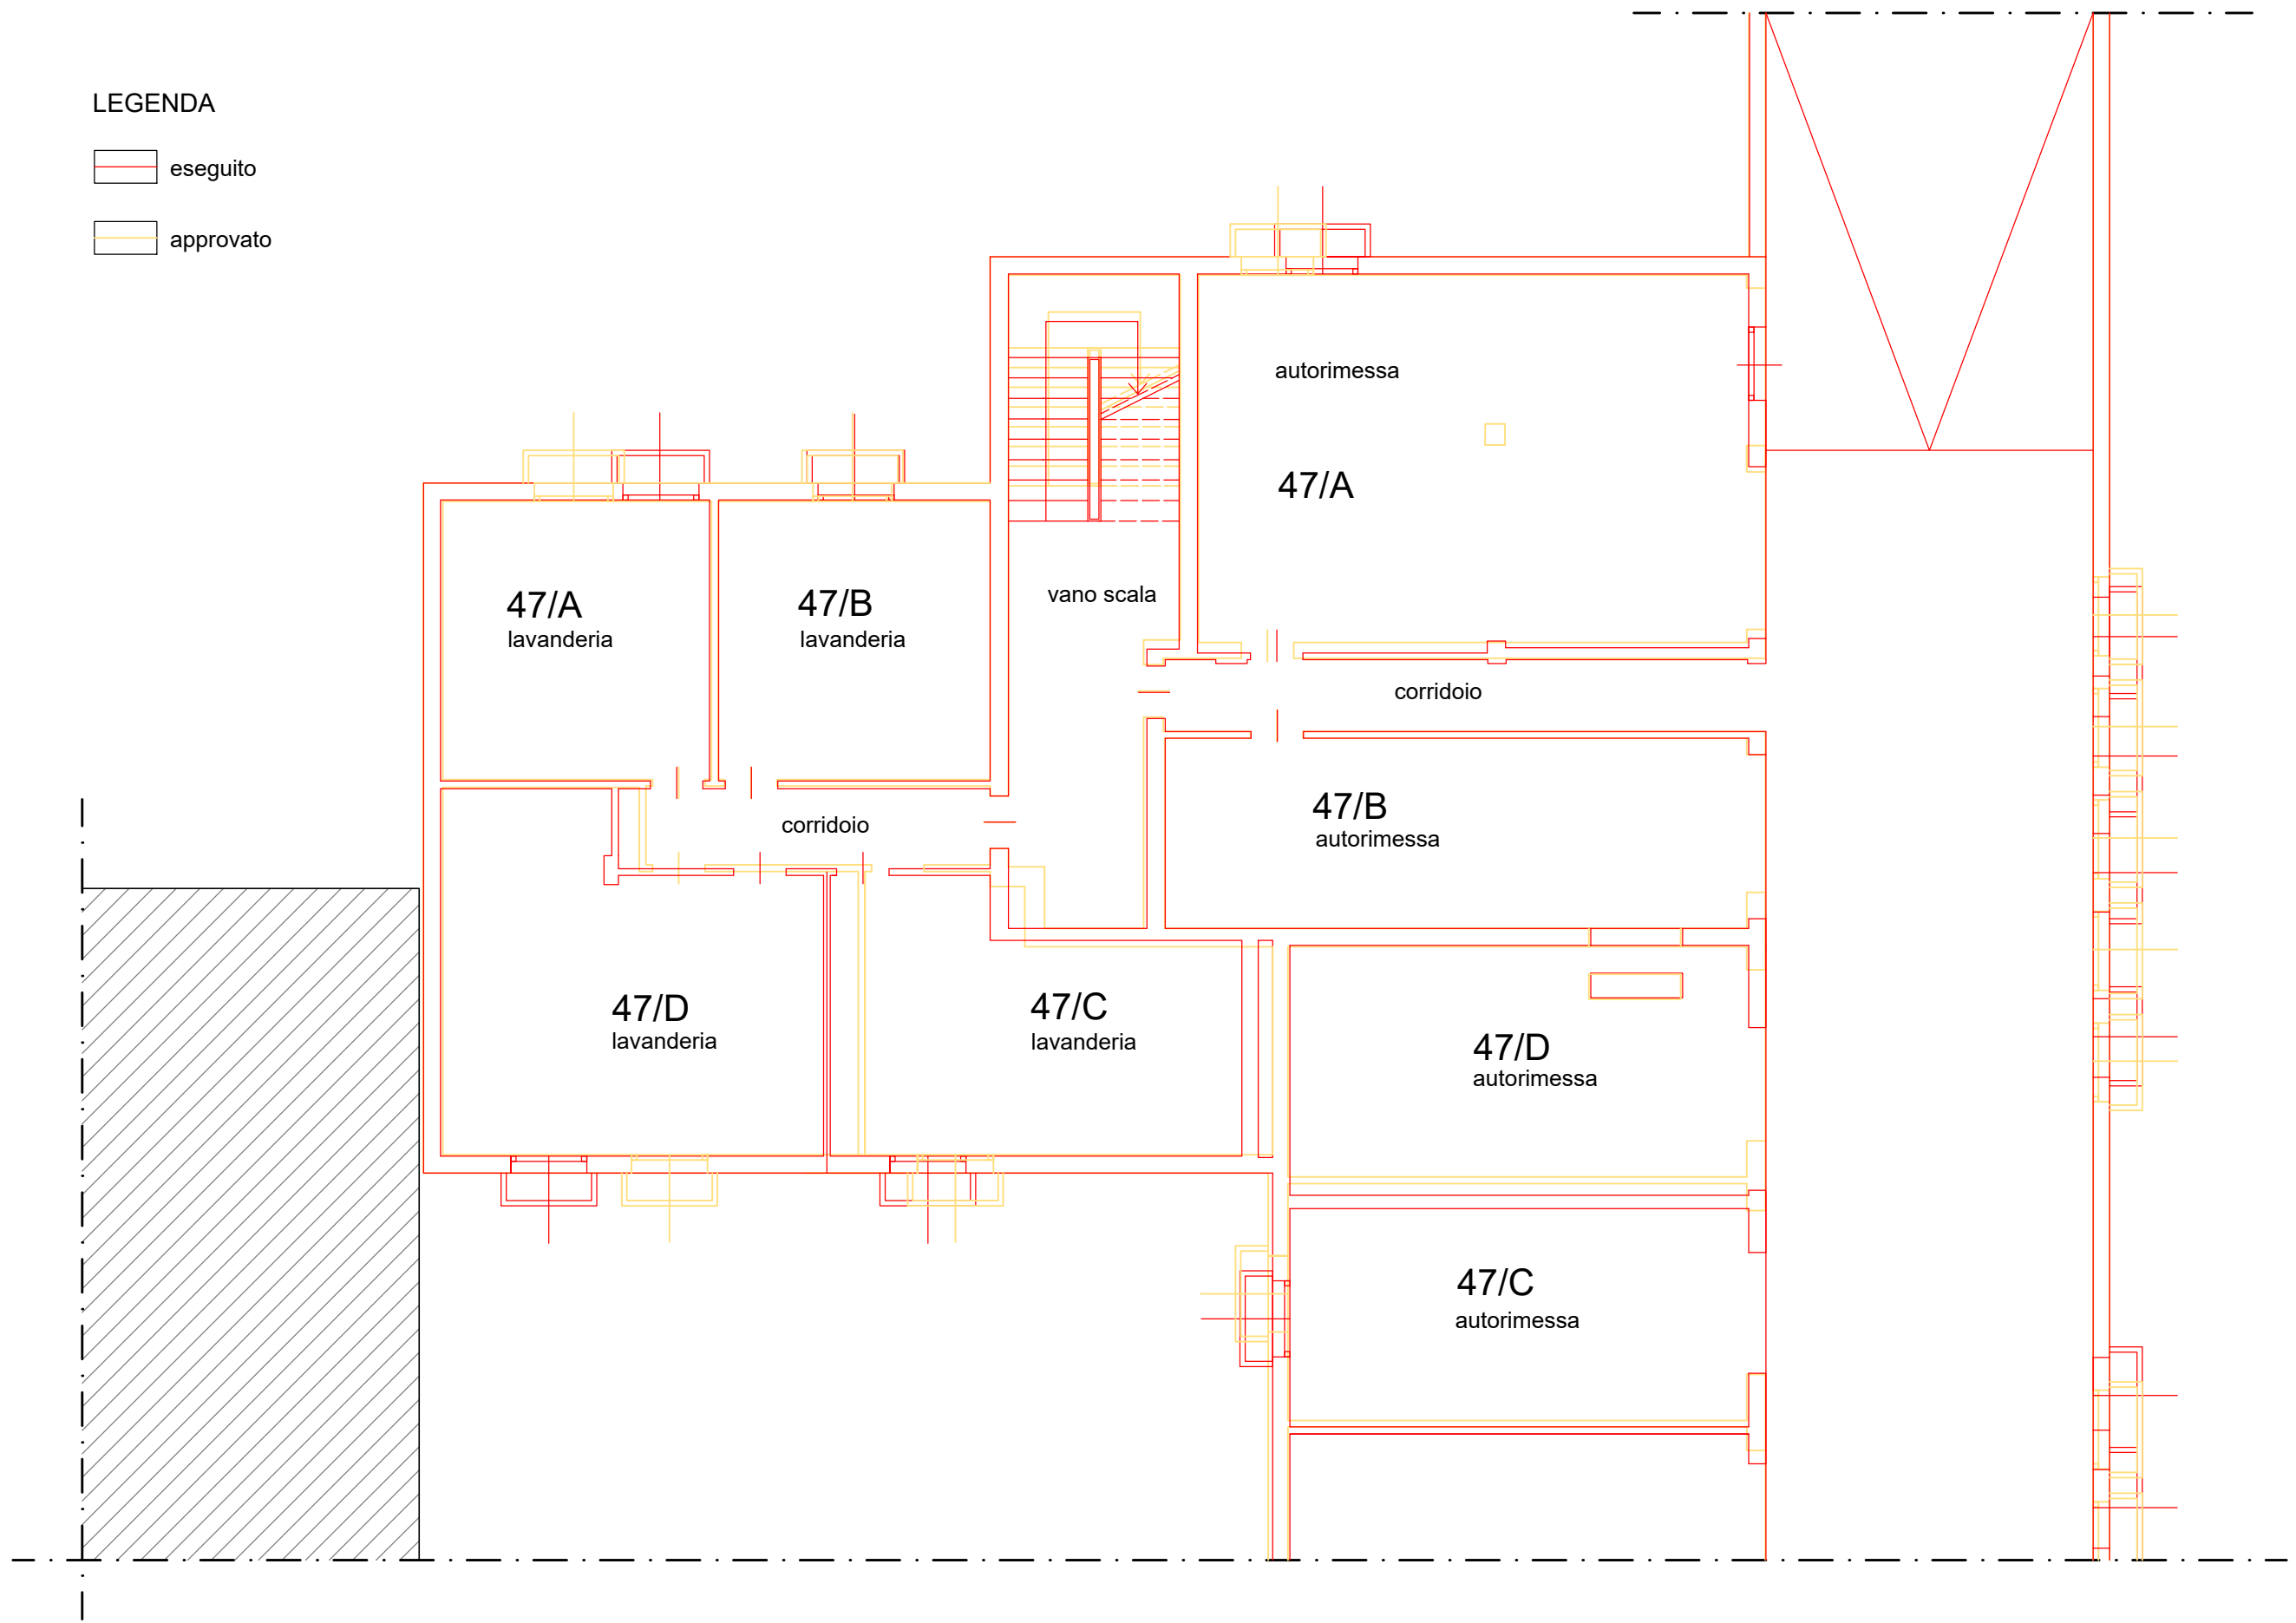 LEGENDA
eseguito
approvato
autorimessa
47/A
vano scala
47/A
lavanderia
47/B
lavanderia
corridoio
corridoio
47/B
autorimessa
47/D
lavanderia
47/C
lavanderia
47/D
autorimessa
47/C
autorimessa